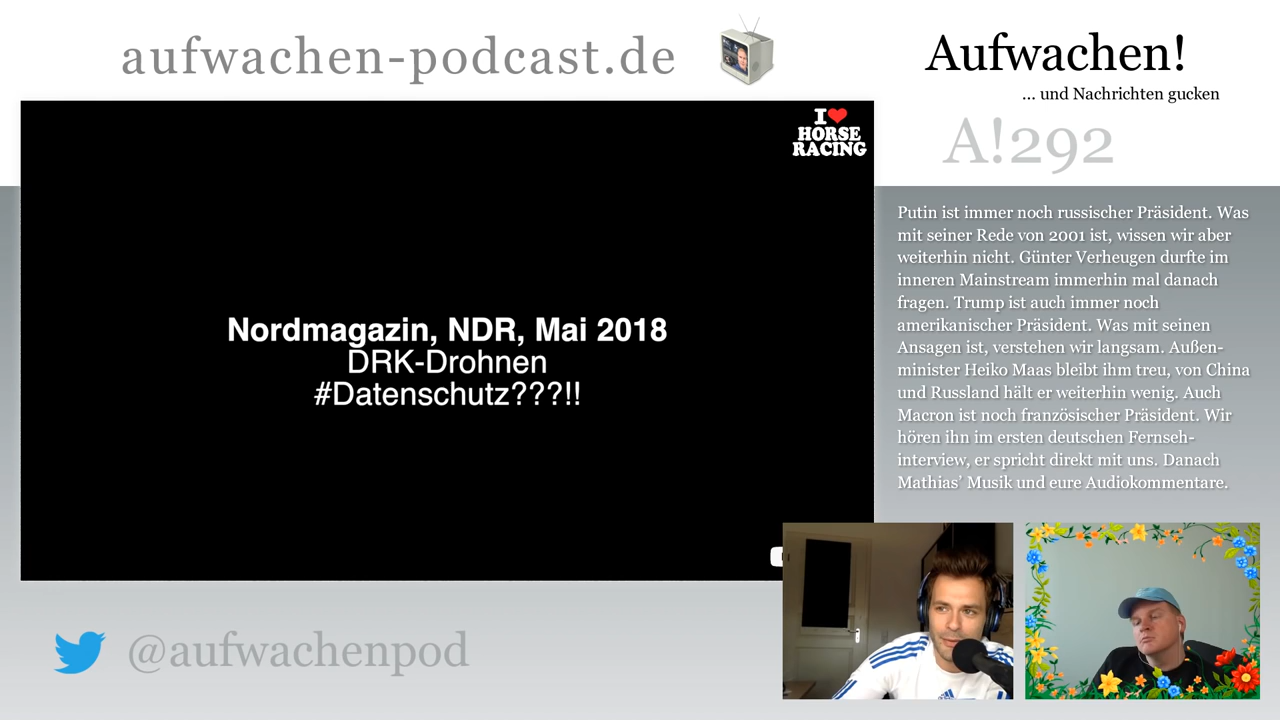 aufwachen-podcast.de
Aufwachen!
... und Nachrichten gucken
A!292
I
HORSE
RACING
Nordmagazin, NDR, Mai 2018
DRK-Drohnen
#Datenschutz???!!
Putin ist immer noch russischer Präsident. Was
mit seiner Rede von 2001 ist, wissen wir aber
weiterhin nicht. Günter Verheugen durfte im
inneren Mainstream immerhin mal danach
fragen. Trump ist auch immer noch
amerikanischer Präsident. Was mit seinen
Ansagen ist, verstehen wir langsam. Außen-
minister Heiko Maas bleibt ihm treu, von China
und Russland hält er weiterhin wenig. Auch
Macron ist noch französischer Präsident. Wir
hören ihn im ersten deutschen Fernseh-
interview, er spricht direkt mit uns. Danach
Mathias’ Musik und eure Audiokommentare.
@aufwachenpod